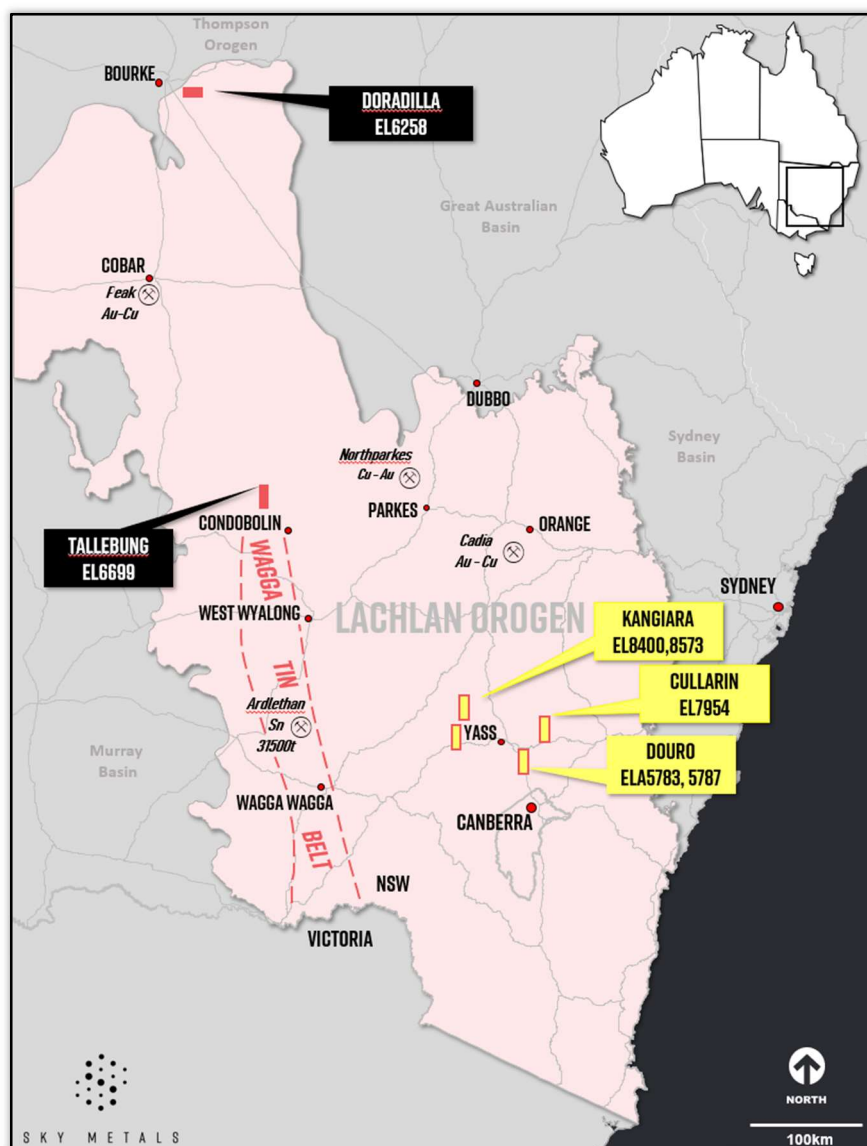 Thompson
Orogen
BOURKE
DORADILLA
EL6258
Great Australian
Basin
COBAR
Peak
Au-Cu
DUBBO
Sydney
Basin
Northparkes
Cu - Au
PARKES
ORANGE
CONDOBOLIN
Cadia
Au - Cu
TALLEBUNG
EL6699
SYDNEY
WAGGA
TIN
BELT
WEST WYALONG
LACHLAN OROGEN
KANGIARA
EL8400,8573
CULLARIN
EL7954
Ardlethan
Sn
31500t
YASS
DOURO
ELA5783, 5787
Murray
Basin
WAGGA WAGGA
CANBERRA
NSW
VICTORIA
SKY METALS
NORTH
100km